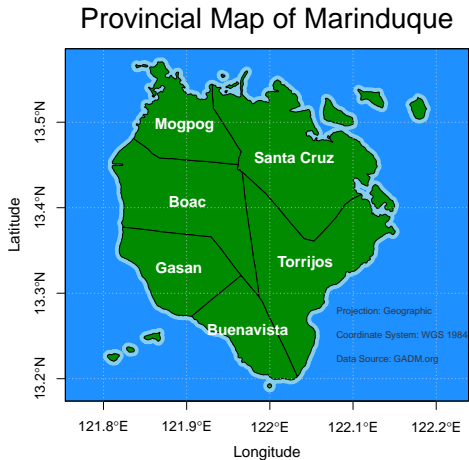 Provincial Map of Marinduque
Latitude
13.5°N
13.4°N
13.3°N
13.2°N
Mogpog
Santa Cruz
Boac
Gasan
Torrijos
Buenavista
Projection: Geographic
Coordinate System: WGS 1984
Data Source: GADM.org
121.8°E
121.9°E
122°E
122.1°E
122.2°E
Longitude